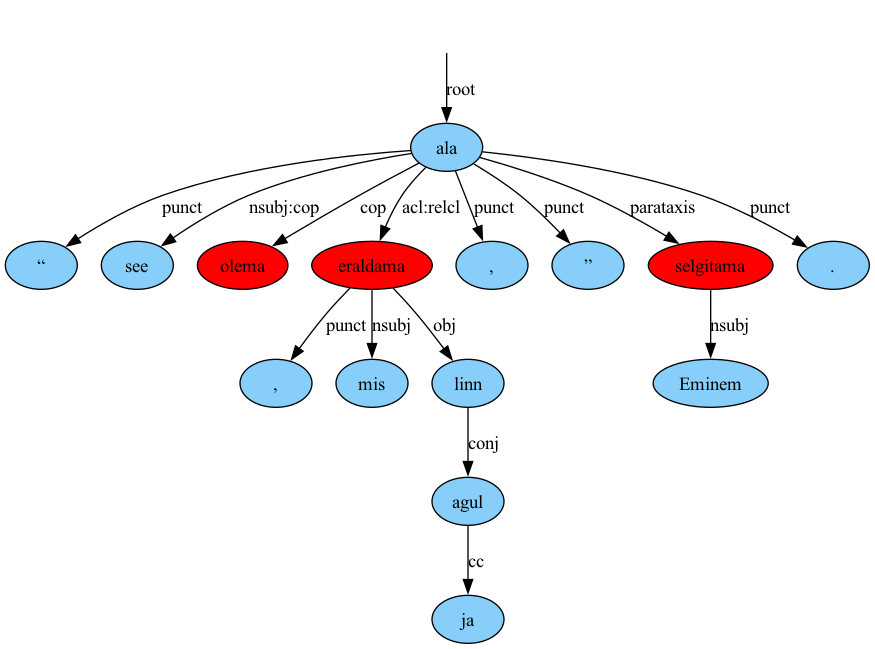 root
ala
punct nsubj:cop cop acl:relcl punct punct parataxis punct
“ see olema eraldama , ” selgitama .
punct nsubj obj nsubj
, mis linn Eminem
conj
agul
cc
ja